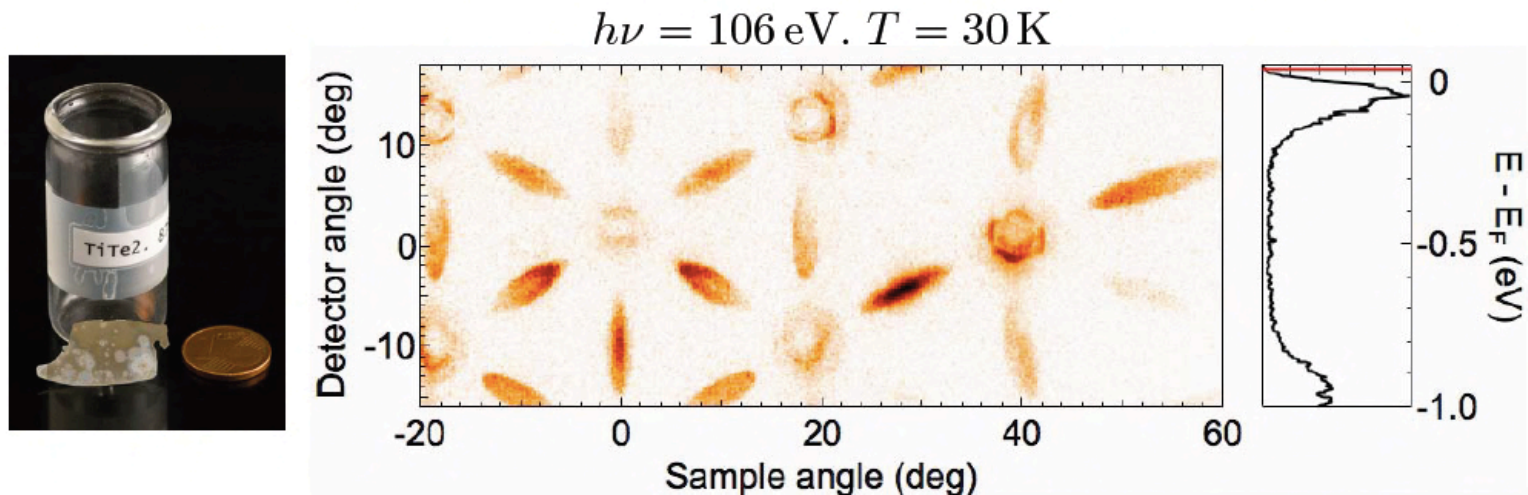 hν = 106 eV. T = 30 K
TiTe2.
Detector angle (deg)
10
0
-10
-20
0
20
40
60
Sample angle (deg)
0
-0.5
-1.0
E - E_F (eV)